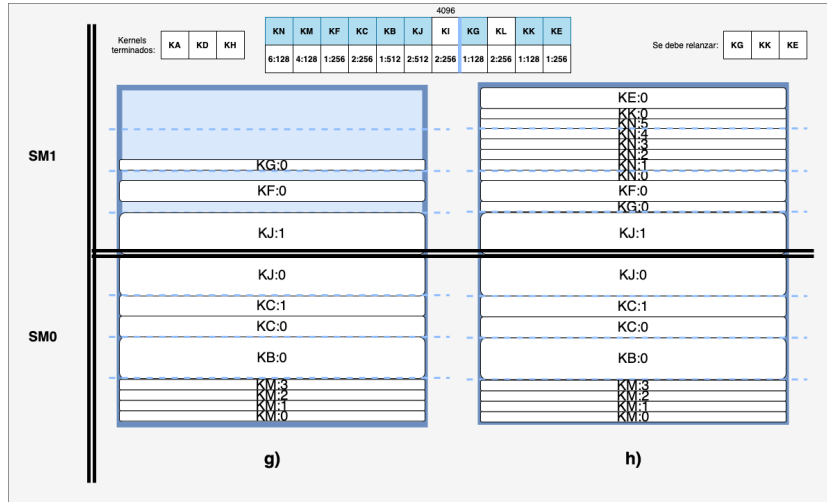 4096
Kernels terminados: KA KD KH
KN KM KF KC KB KJ KI KG KL KK KE
6:128 4:128 1:256 2:256 1:512 2:512 2:256 1:128 2:256 1:128 1:256
Se debe relanzar: KG KK KE
SM1
KG:0
KF:0
KJ:1
SM0
KJ:0
KC:1
KC:0
KB:0
KM:3
KM:2
KM:1
KM:0
g)
KE:0
KK:0
KN:5
KN:4
KN:3
KN:2
KN:1
KN:0
KF:0
KG:0
KJ:1
KJ:0
KC:1
KC:0
KB:0
KM:3
KM:2
KM:1
KM:0
h)